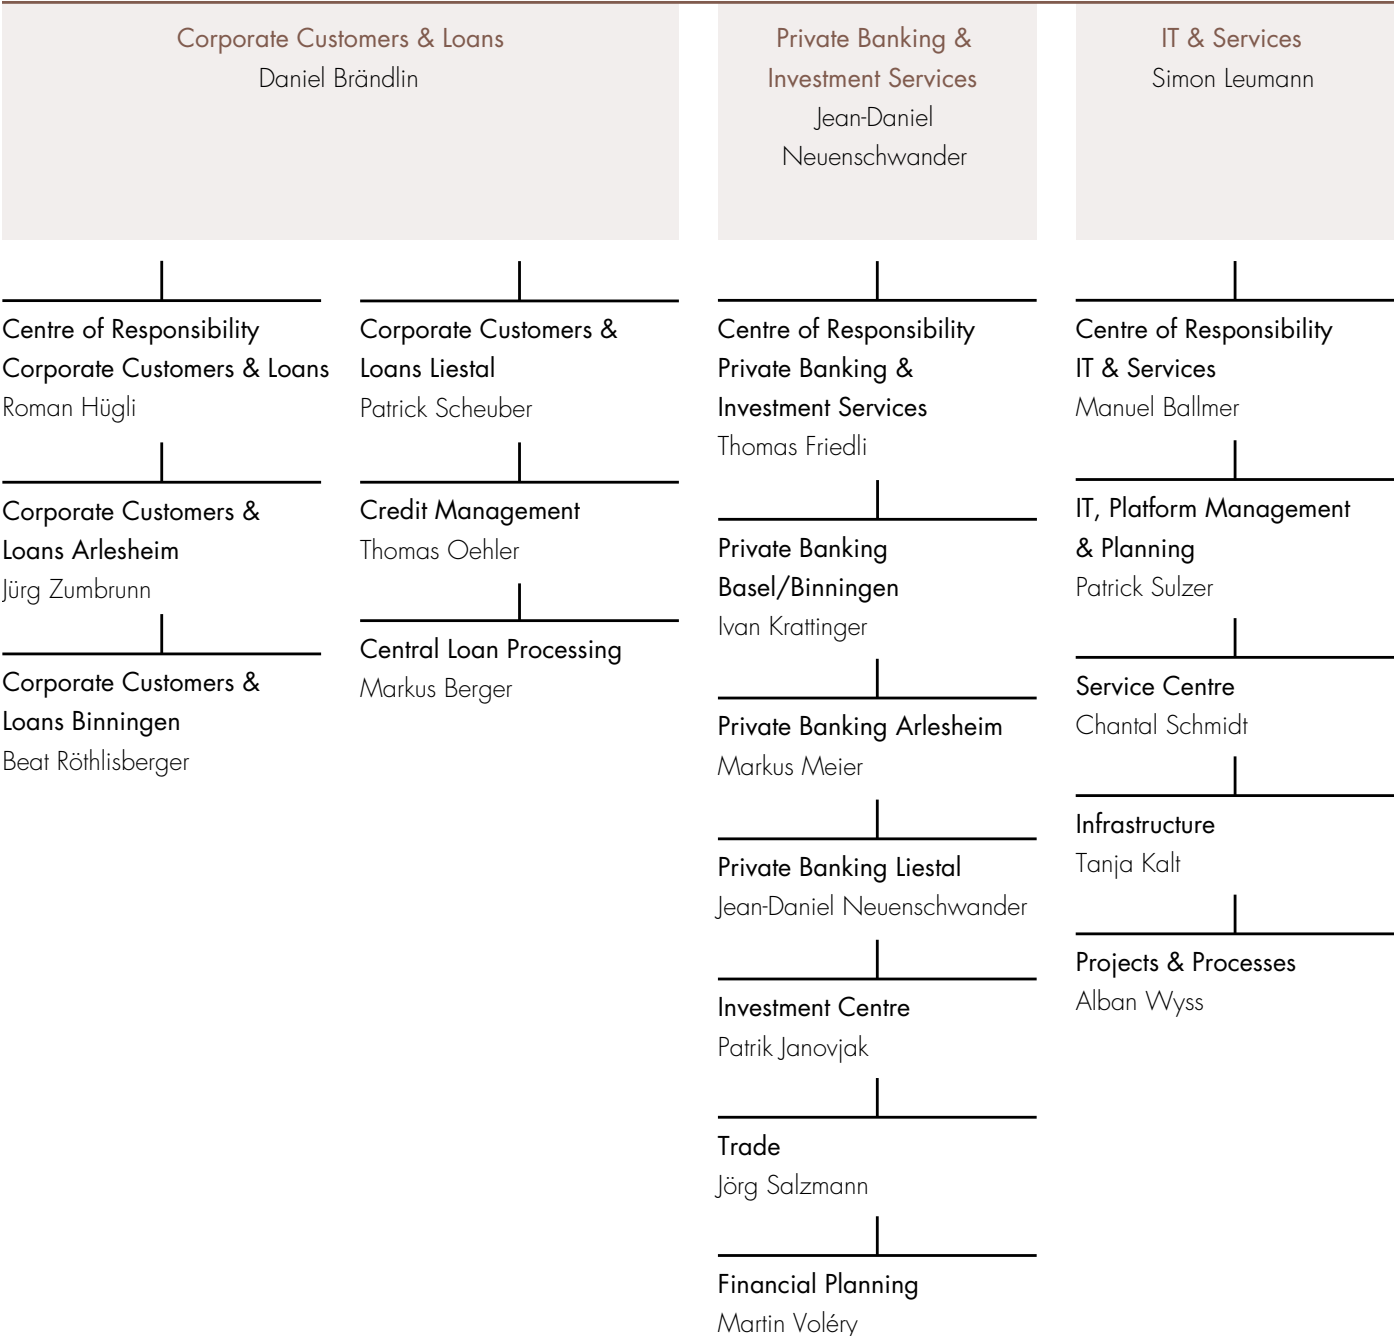 Corporate Customers & Loans
Daniel Brändlin
Private Banking &
Investment Services
Jean-Daniel
Neuenschwander
IT & Services
Simon Leumann
Centre of Responsibility
Corporate Customers & Loans
Roman Hügli
Corporate Customers &
Loans Arlesheim
Jürg Zumbrunn
Corporate Customers &
Loans Binningen
Beat Röthlisberger
Corporate Customers &
Loans Liestal
Patrick Scheuber
Credit Management
Thomas Oehler
Central Loan Processing
Markus Berger
Centre of Responsibility
Private Banking &
Investment Services
Thomas Friedli
Private Banking
Basel/Binningen
Ivan Krattinger
Private Banking Arlesheim
Markus Meier
Private Banking Liestal
Jean-Daniel Neuenschwander
Investment Centre
Patrik Janovjak
Trade
Jörg Salzmann
Financial Planning
Martin Voléry
Centre of Responsibility
IT & Services
Manuel Ballmer
IT, Platform Management
& Planning
Patrick Sulzer
Service Centre
Chantal Schmidt
Infrastructure
Tanja Kalt
Projects & Processes
Alban Wyss